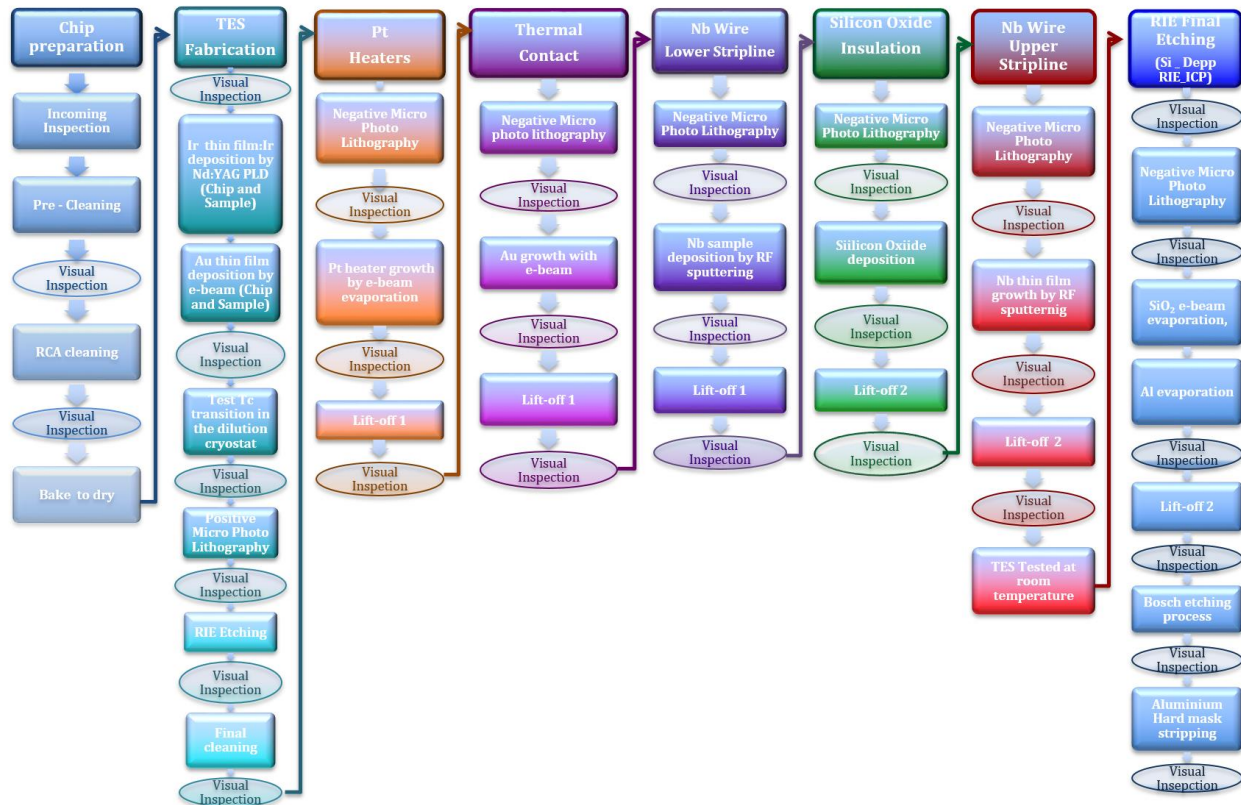 Chip
preparation
Incoming
Inspection
Pre - Cleaning
Visual
Inspection
RCA cleaning
Visual
Inspection
Bake to dry
TES
Fabrication
Visual
Inspection
Ir thin film:Ir
deposition by
Nd:YAG PLD
(Chip and
Sample)
Au thin film
deposition by
e-beam (Chip
and Sample)
Visual
Inspection
Test Tc
transition in
the dilution
cryostat
Visual
Inspection
Positive
Micro Photo
Lithography
Visual
Inspection
RIE Etching
Visual
Inspection
Final
cleaning
Visual
Inspection
Pt
Heaters
Negative Micro
Photo
Lithography
Visual
Inspection
Pt heater growth
by e-beam
evaporation
Visual
Inspection
Lift-off 1
Visual
Inspetion
Thermal
Contact
Negative Micro
photo lithography
Visual
Inspection
Au growth with
e-beam
Visual
Inspection
Lift-off 1
Visual
Inspection
Nb Wire
Lower Stripline
Negative Micro
Photo Lithography
Visual
Inspection
Nb sample
deposition by RF
sputtering
Visual
Inspection
Lift-off 1
Visual
Inspection
Silicon Oxide
Insulation
Negative Micro
Photo Lithography
Visual
Inspection
Siilicon Oxiide
deposition
Visual
Inspection
Lift-off 2
Visual
Inspection
Nb Wire
Upper
Stripline
Negative Micro
Photo
Lithography
Visual
Inspection
Nb thin film
growth by RF
sputternig
Visual
Inspection
Lift-off 2
Visual
Inspection
TES Tested at
room
temperature
RIE Final
Etching
(Si_Depp
RIE_ICP)
VIsual
Inspection
Negative
Micro Photo
Lithography
Visual
Inspection
SiO₂ e-beam
evaporation,
Al evaporation
Visual
Inspection
Lift-off 2
Visual
Inspection
Bosch etching
process
Visual
Inspection
Aluminium
Hard mask
stripping
Visual
Insepction